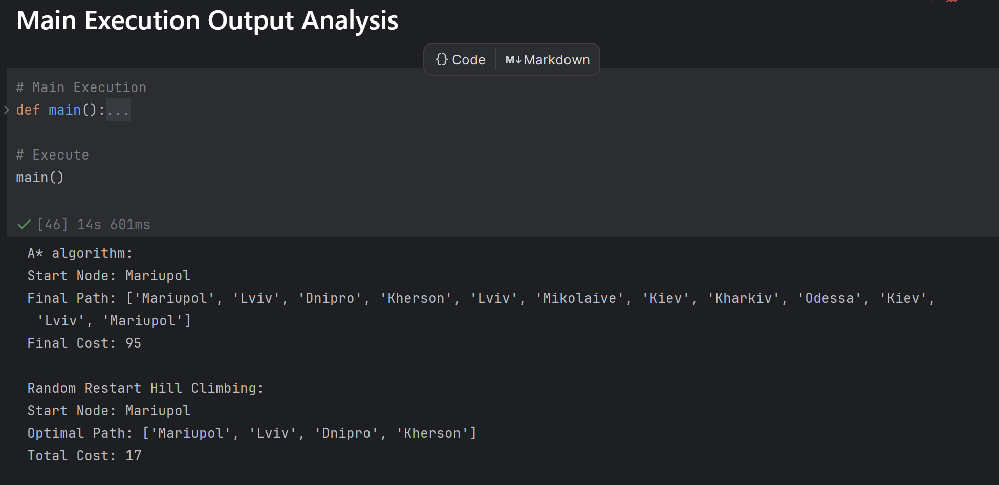 Main Execution Output Analysis
{} Code M↓ Markdown
# Main Execution
def main():...
# Execute
main()
[46] 14s 601ms
A* algorithm:
Start Node: Mariupol
Final Path: ['Mariupol', 'Lviv', 'Dnipro', 'Kherson', 'Lviv', 'Mikolaive', 'Kiev', 'Kharkiv', 'Odessa', 'Kiev',
'Lviv', 'Mariupol']
Final Cost: 95
Random Restart Hill Climbing:
Start Node: Mariupol
Optimal Path: ['Mariupol', 'Lviv', 'Dnipro', 'Kherson']
Total Cost: 17